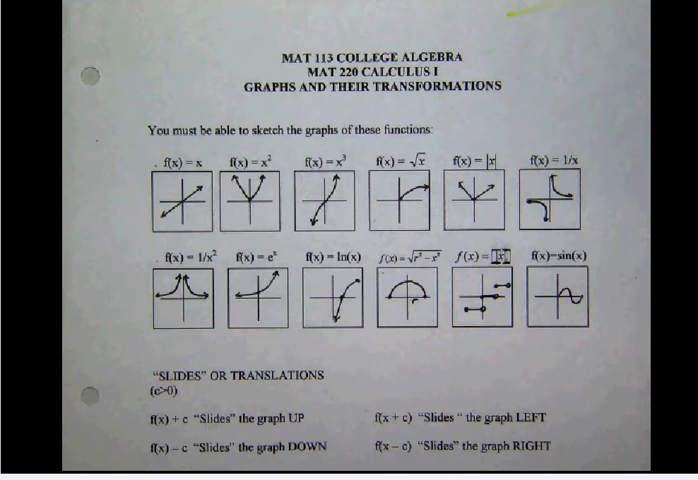 MAT 113 COLLEGE ALGEBRA
MAT 220 CALCULUS I
GRAPHS AND THEIR TRANSFORMATIONS
You must be able to sketch the graphs of these functions:
f(x) = x f(x) = x² f(x) = x³ f(x) = √x f(x) = |x| f(x) = 1/x
f(x) = 1/x² f(x) = eˣ f(x) = ln(x) f(x) = √r² - x² f(x) = [[x]] f(x)=sin(x)
r
"SLIDES" OR TRANSLATIONS
(c>0)
f(x) + c "Slides" the graph UP f(x + c) "Slides " the graph LEFT
f(x) – c "Slides" the graph DOWN f(x – c) "Slides" the graph RIGHT